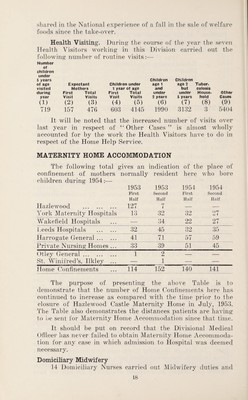 shared in the National experience of a fall in the sale of welfare
foods since the take-over.
Health Visiting. During the course of the year the seven
Health Visitors working in this Division carried out the
following number of routine visits:—
Number
of
children
under
5 years
of age
visited
during
year
(1)
719
Expectant
Mothers
First Total
Visit Visits
(2) (3)
157 476
Children under
1 year of age
First Total
Visit Visits
(4) (5)
603 4145
Children
age 1
and
under
2 years
(6)
1990
Children
age 2
but
under
5 years
(7)
3132
Tuber-
culosis
House-
hold
(8)
3
Other
Cases
(9)
5404
It will be noted that the increased number of visits over
last year in respect of “Other Cases” is almost wholly
accounted for by the work the Health Visitors have to do in
respect of the Home Help Service.
MATERNITY HOME ACCOMMODATION
The following total gives an indication of the place of
confinement of mothers normally resident here who bore
children during 1954:—
1953 1953 1954 1954
First Second First Second
Half Half Half Half
Hazlewood ... ... ... 127 7 — —
York Maternity Hospitals 13 32 32 27
Wakefield Hospitals ... — 34 22 27
Leeds Hospitals ... ... 32 45 32 35
Harrogate General ... ... 41 71 57 59
Private Nursing Homes ... 33 39 51 45
Otley General ... ... ... 1 2 — —
St. Winifred's, Ilkley ... — 1 — —
Home Confinements ... 114 152 140 141
The purpose of presenting the above Table is to
demonstrate that the number of Home Confinements here has
continued to increase as compared with the time prior to the
closure of Hazlewood Castle Maternity Home in July, 1953.
The Table also demonstrates the distances patients are having
to be sent for Maternity Home Accommodation since that time.
It should be put on record that the Divisional Medical
Officer has never failed to obtain Maternity Home Accommoda-
tion for any case in which admission to Hospital was deemed
necessary.
Domiciliary Midwifery
14 Domiciliary Nurses carried out Midwifery duties and
16